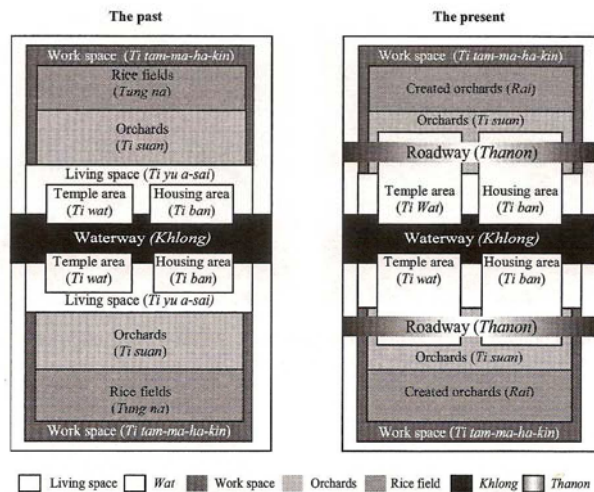 The past
Work space (Ti tam-ma-ha-kin)
Rice fields
(Tung na)
Orchards
(Ti suan)
Living space (Ti yu a-sai)
Temple area
(Ti wat)
Housing area
(Ti ban)
Waterway (Khlong)
Temple area
(Ti wat)
Housing area
(Ti ban)
Living space (Ti yu a-sai)
Orchards
(Ti suan)
Rice fields
(Tung na)
Work space (Ti tam-ma-ha-kin)
The present
Work space (Ti tam-ma-ha-kin)
Created orchards (Rai)
Orchards (Ti suan)
Roadway (Thanon)
Temple area
(Ti Wat)
Housing area
(Ti ban)
Waterway (Khlong)
Temple area
(Ti wat)
Housing area
(Ti ban)
Roadway (Thanon)
Orchards (Ti suan)
Created orchards (Rai)
Work space (Ti tam-ma-ha-kin)
Living space Wat Work space Orchards Rice field Khlong Thanon